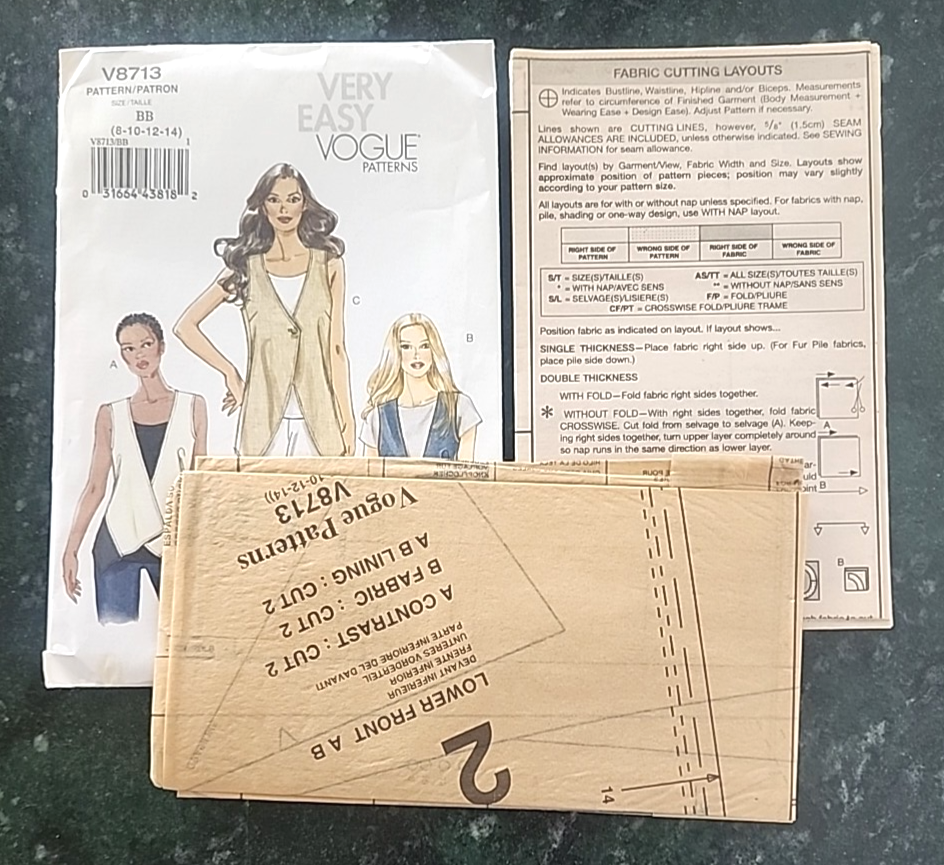 V8713
PATTERN/PATRON
SIZE/TAILLE
BB
(8-10-12-14)
V8713/BB 1
0 31664 43818 2
VERY
EASY
VOGUE
PATTERNS
C
B
A
FABRIC CUTTING LAYOUTS
Indicates Bustline, Waistline, Hipline and/or Biceps. Measurements
refer to circumference of Finished Garment (Body Measurement +
Wearing Ease + Design Ease). Adjust Pattern if necessary.
Lines shown are CUTTING LINES, however, 5/8" (1.5cm) SEAM
ALLOWANCES ARE INCLUDED, unless otherwise indicated. See SEWING
INFORMATION for seam allowance.
Find layout(s) by Garment/View, Fabric Width and Size. Layouts show
approximate position of pattern pieces; position may vary slightly
according to your pattern size.
All layouts are for with or without nap unless specified. For fabrics with nap,
pile, shading or one-way design, use WITH NAP layout.
RIGHT SIDE OF PATTERN
WRONG SIDE OF PATTERN
RIGHT SIDE OF FABRIC
WRONG SIDE OF FABRIC
S/T = SIZE(S)/TAILLE(S) AS/TT = ALL SIZE(S)/TOUTES TAILLE(S)
* = WITH NAP/AVEC SENS ** = WITHOUT NAP/SANS SENS
S/L = SELVAGE(S)/LISIERE(S) F/P = FOLD/PLIURE
CF/PT = CROSSWISE FOLD/PLIURE TRAME
Position fabric as indicated on layout. If layout shows...
SINGLE THICKNESS—Place fabric right side up. (For Fur Pile fabrics,
place pile side down.)
DOUBLE THICKNESS
WITH FOLD—Fold fabric right sides together.
* WITHOUT FOLD—With right sides together, fold fabric
CROSSWISE. Cut fold from selvage to selvage (A). Keep-
ing right sides together, turn upper layer completely around
so nap runs in the same direction as lower layer.
A
B
B
2
LOWER FRONT A B
DEVANT INFERIEUR
FRENTE INFERIOR
UNTERES VORDERTEIL
PARTE INFERIORE DEL DAVANTI
A CONTRAST : CUT 2
B FABRIC : CUT 2
A B LINING : CUT 2
Vogue Patterns
V8713
10-12-14))
14